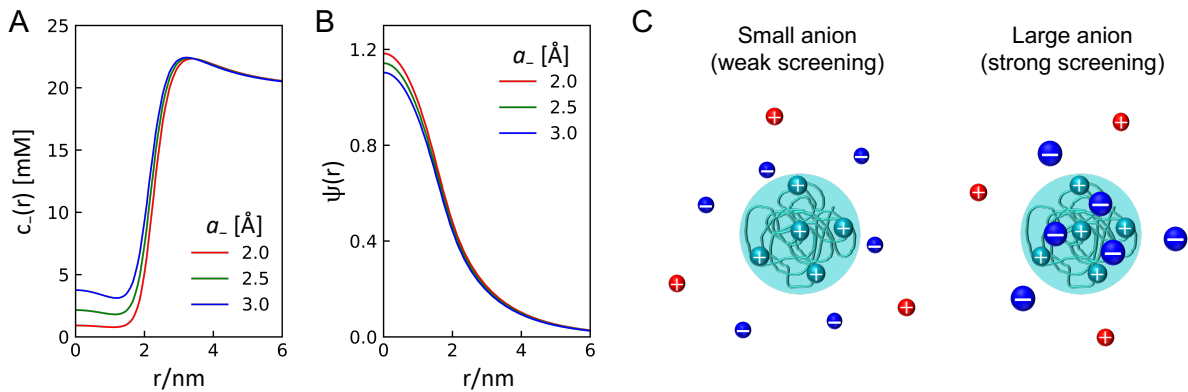 A
25
20
15
10
5
0
c₋(r) [mM]
a₋ [Å]
2.0
2.5
3.0
0 2 4 6
r/nm
B
1.2
0.8
0.4
0.0
ψ(r)
a₋ [Å]
2.0
2.5
3.0
0 2 4 6
r/nm
C
Small anion
(weak screening)
Large anion
(strong screening)